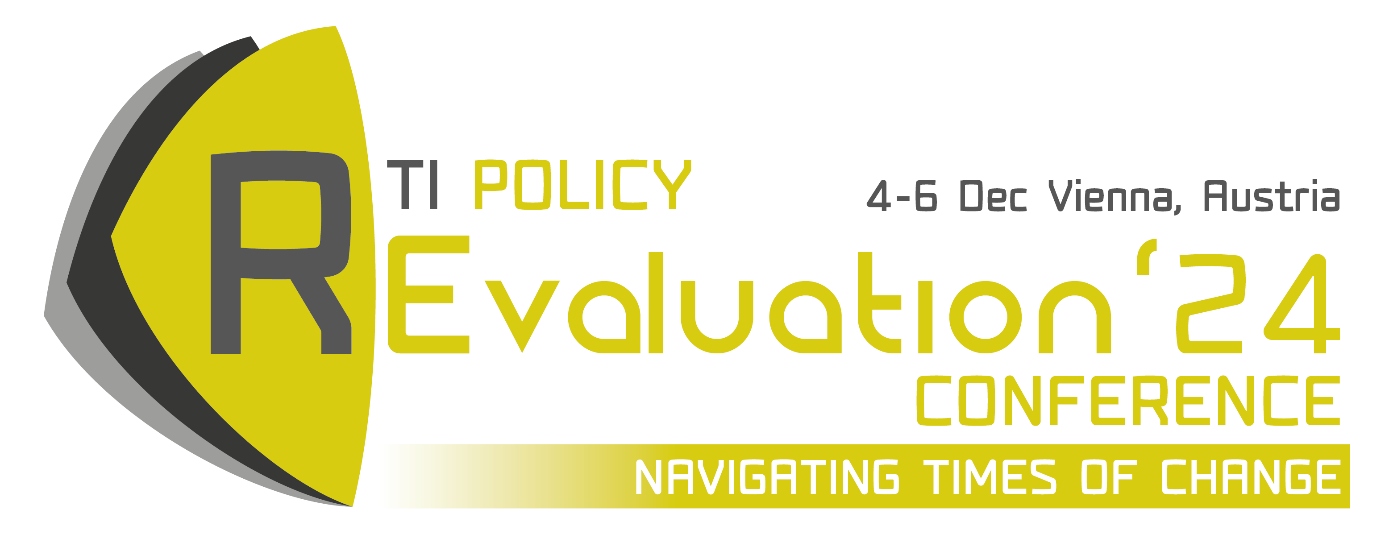 RTI POLICY
4-6 Dec Vienna, Austria
REvaluation‘24
CONFERENCE
NAVIGATING TIMES OF CHANGE